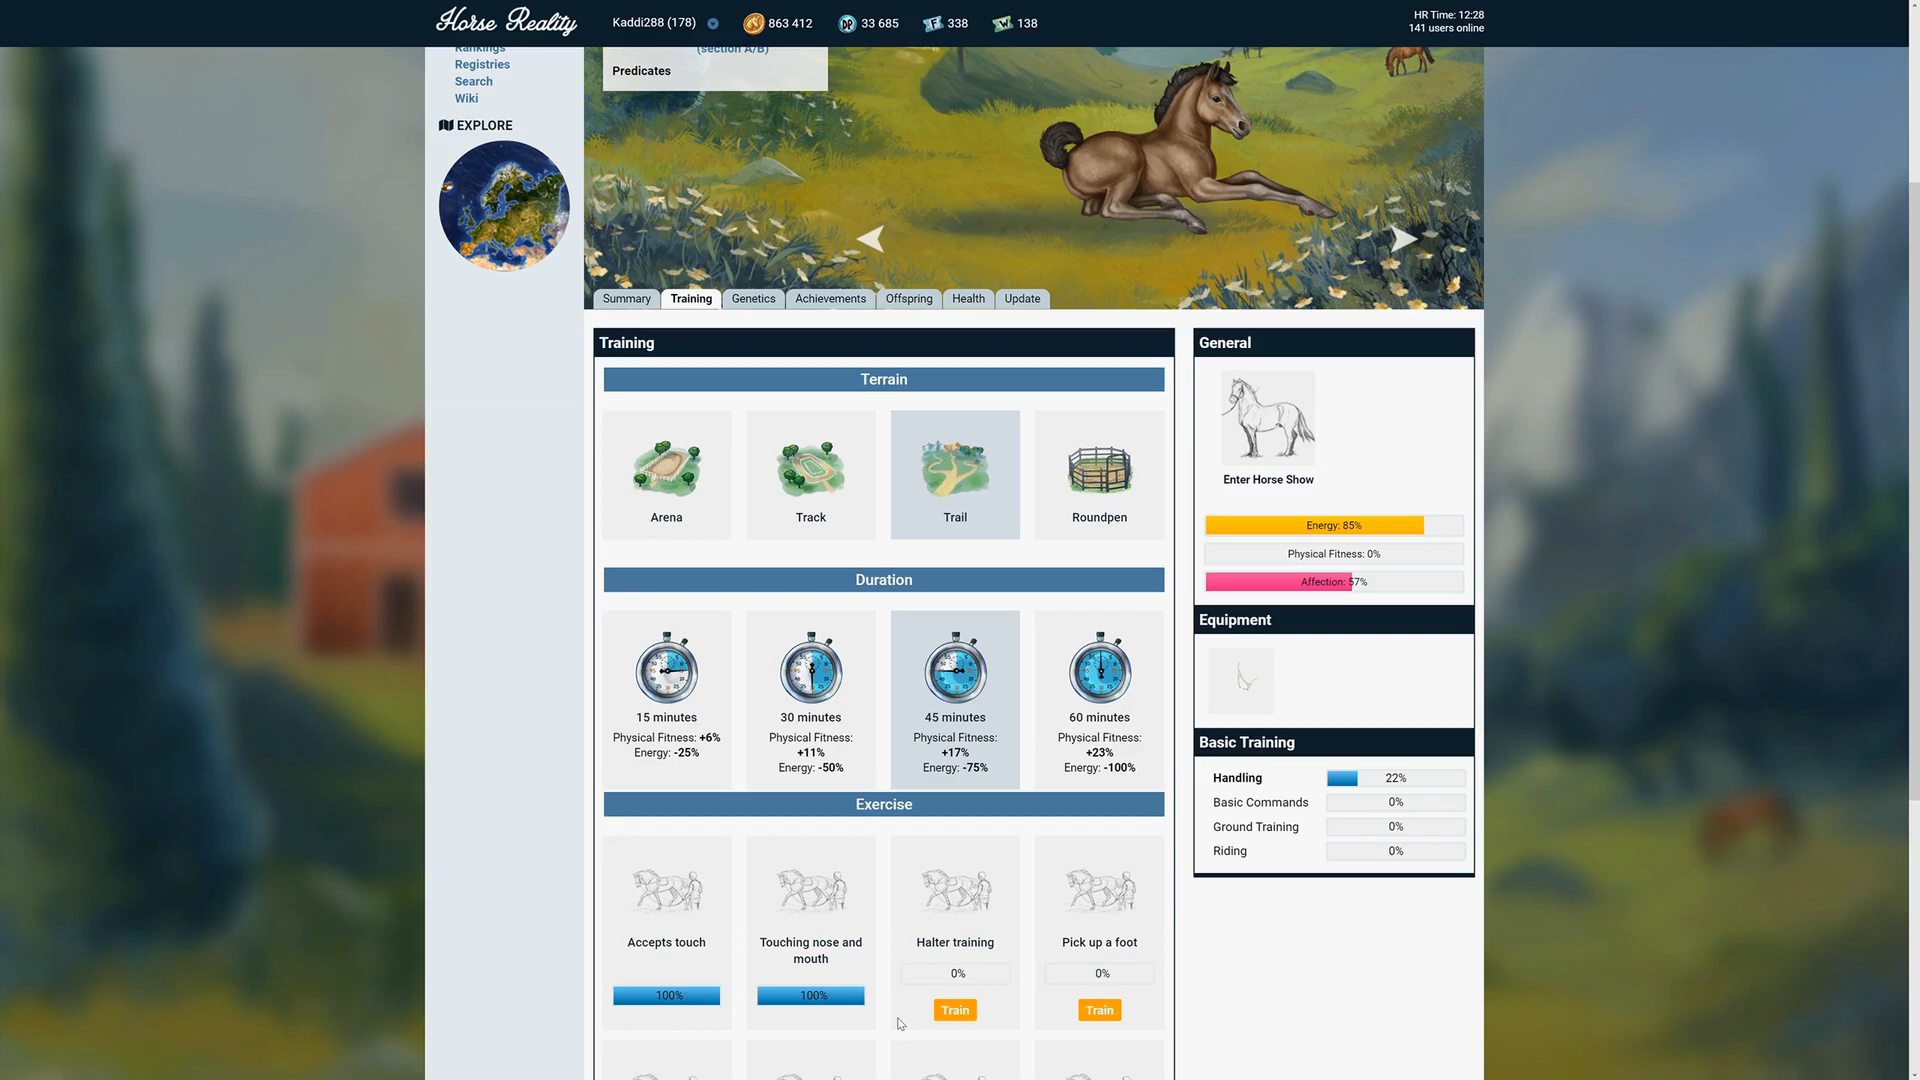 Horse Reality
Kaddi288 (178)
863 412
33 685
338
138
HR Time: 12:28
141 users online
Rankings
Registries
Search
Wiki
EXPLORE
(section A/B)
Predicates
Summary
Training
Genetics
Achievements
Offspring
Health
Update
Training
Terrain
Arena
Track
Trail
Roundpen
Duration
15 minutes
Physical Fitness: +6%
Energy: -25%
30 minutes
Physical Fitness:
+11%
Energy: -50%
45 minutes
Physical Fitness:
+17%
Energy: -75%
60 minutes
Physical Fitness:
+23%
Energy: -100%
Exercise
Accepts touch
100%
Touching nose and
mouth
100%
Halter training
0%
Train
Pick up a foot
0%
Train
General
Enter Horse Show
Energy: 85%
Physical Fitness: 0%
Affection: 57%
Equipment
Basic Training
Handling 22%
Basic Commands 0%
Ground Training 0%
Riding 0%